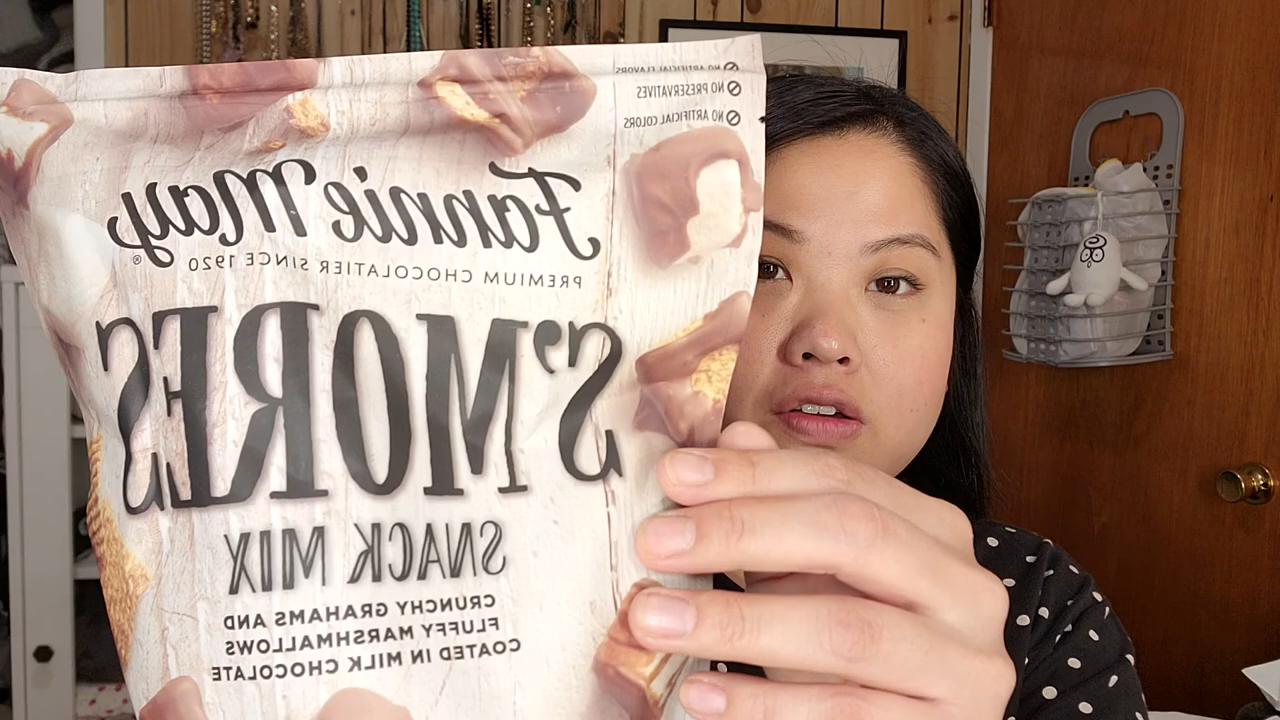 NO ARTIFICIAL FLAVORS
NO PRESERVATIVES
NO ARTIFICIAL COLORS
Fannie May®
PREMIUM CHOCOLATIER SINCE 1920
S'MORES
SNACK MIX
CRUNCHY GRAHAMS AND
FLUFFY MARSHMALLOWS
COATED IN MILK CHOCOLATE